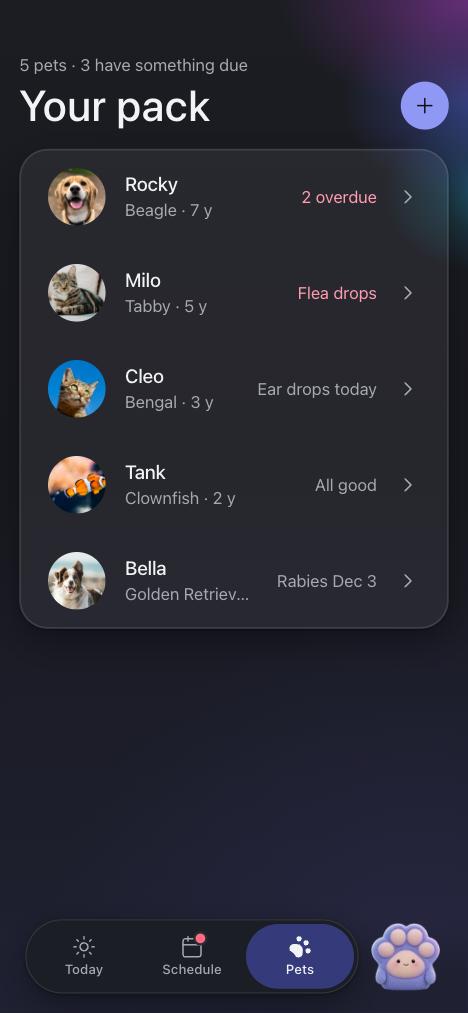 5 pets · 3 have something due
Your pack
Rocky
Beagle · 7 y
2 overdue
Milo
Tabby · 5 y
Flea drops
Cleo
Bengal · 3 y
Ear drops today
Tank
Clownfish · 2 y
All good
Bella
Golden Retriev...
Rabies Dec 3
Today
Schedule
Pets